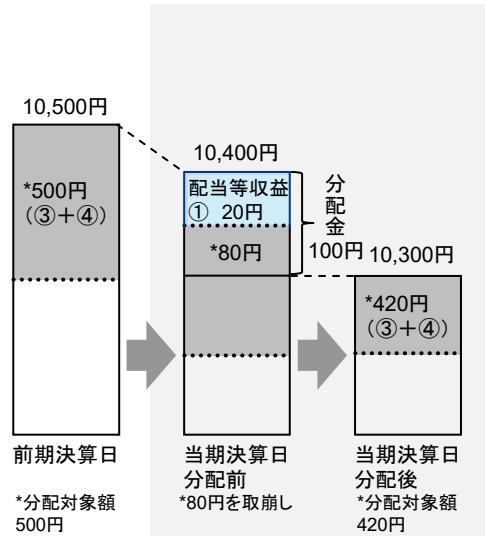 10,500円
*500円
(③+④)
前期決算日
*分配対象額
500円
10,400円
配当等収益
① 20円
*80円
分配金
100円
当期決算日
分配前
*80円を取崩し
10,300円
*420円
(③+④)
当期決算日
分配後
*分配対象額
420円